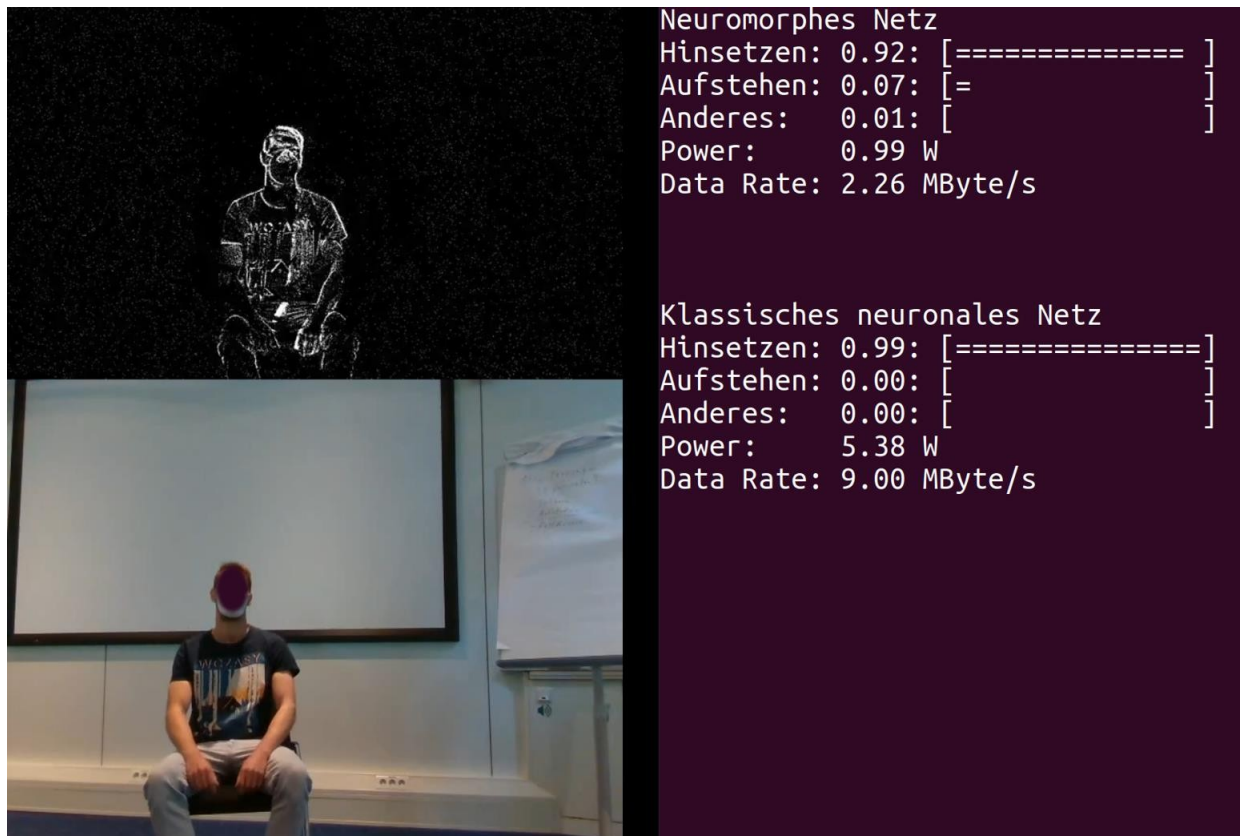 Neuromorphes Netz
Hinsetzen: 0.92: [============== ]
Aufstehen: 0.07: [= ]
Anderes: 0.01: [ ]
Power: 0.99 W
Data Rate: 2.26 MByte/s
Klassisches neuronales Netz
Hinsetzen: 0.99: [===============]
Aufstehen: 0.00: [ ]
Anderes: 0.00: [ ]
Power: 5.38 W
Data Rate: 9.00 MByte/s